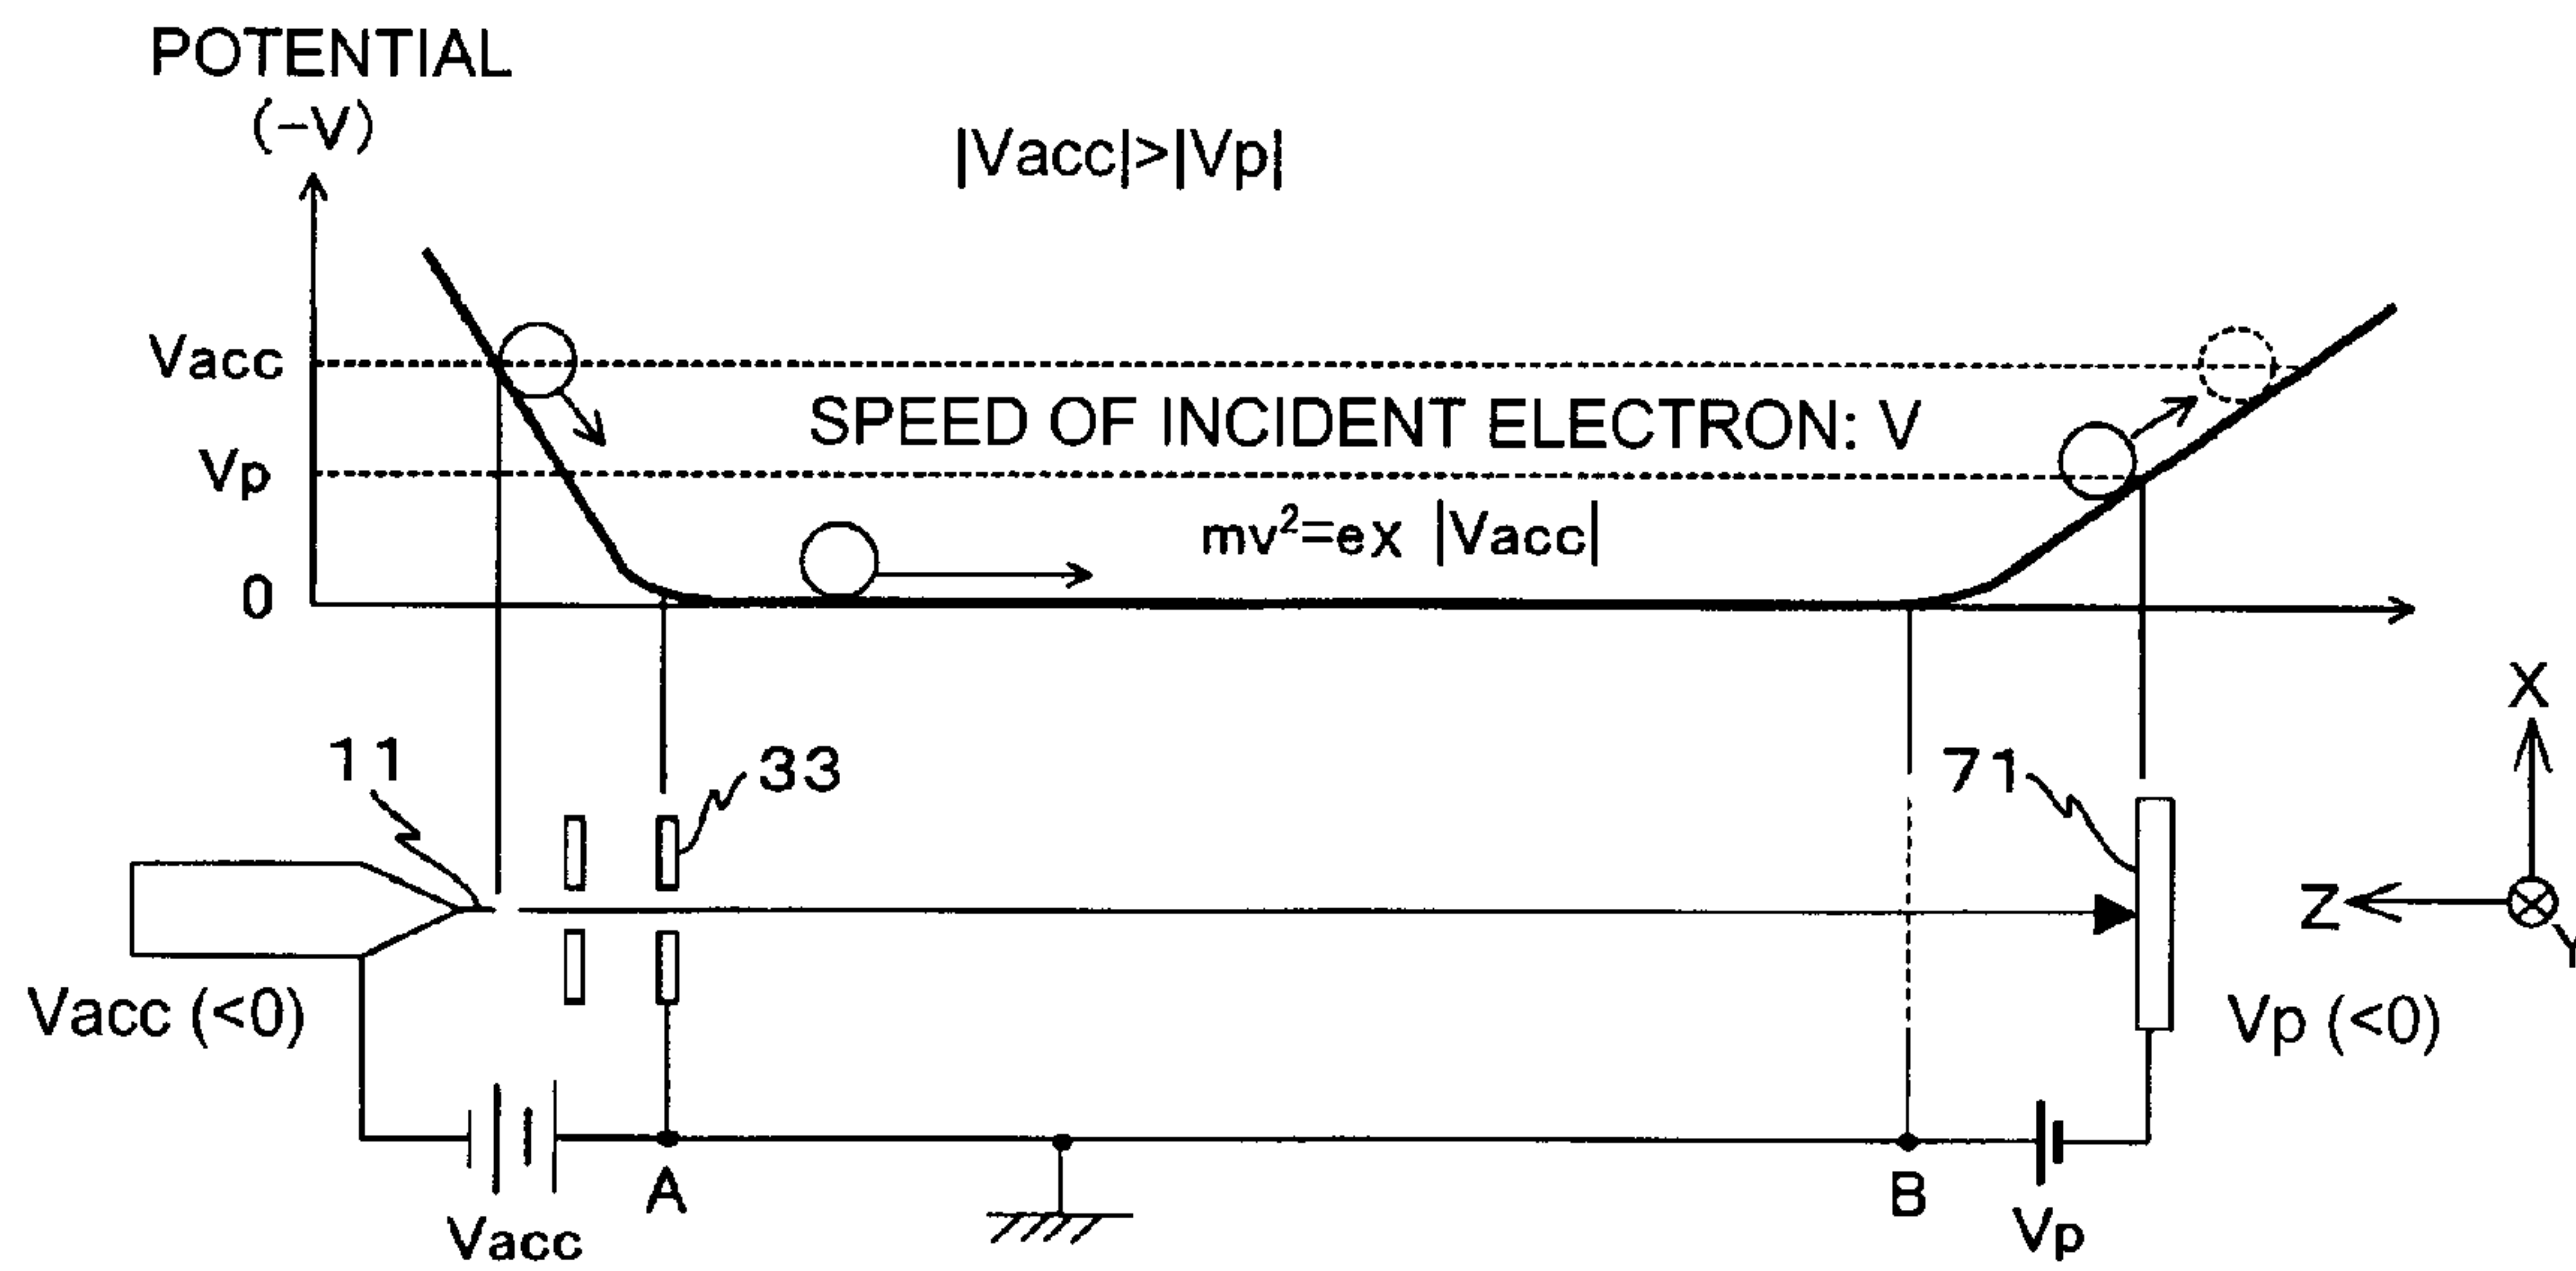 POTENTIAL
(-V)
|Vacc|>|Vp|
Vacc
SPEED OF INCIDENT ELECTRON: V
Vp
mv²=ex |Vacc|
0
X
11
33
71
Z
Y
Vacc (<0)
Vp (<0)
A
B
Vacc
Vp